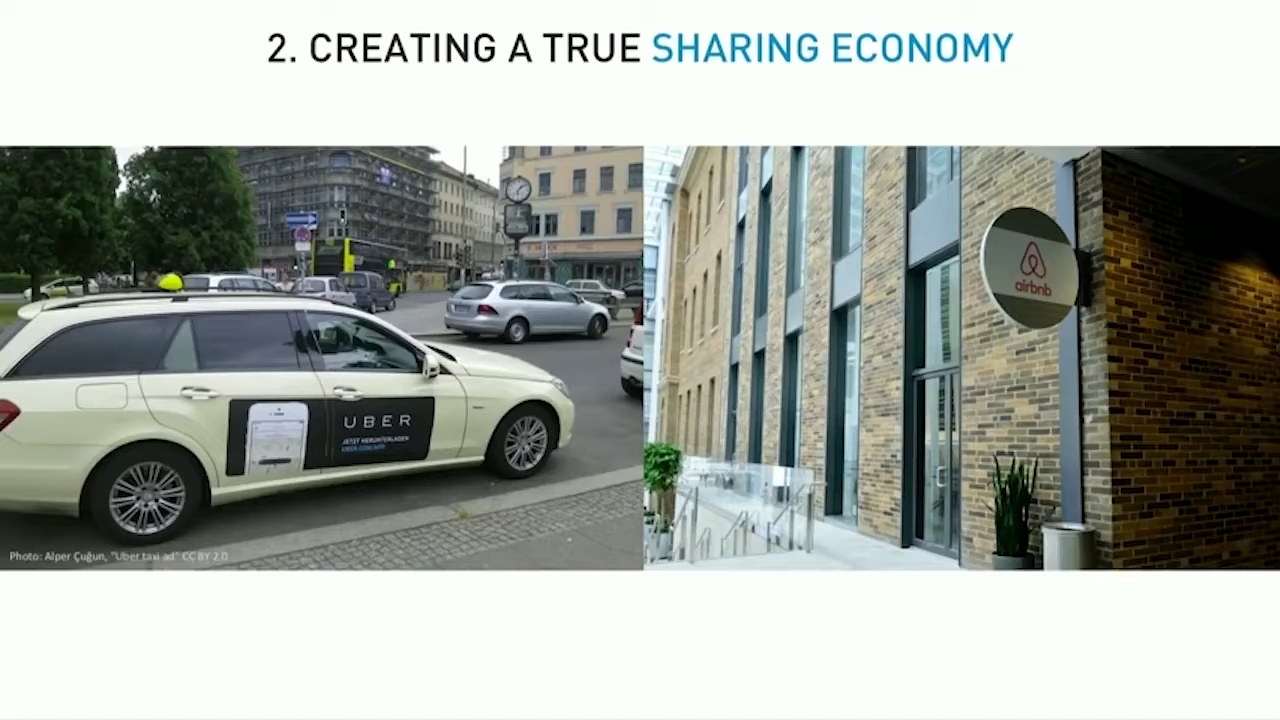 2. CREATING A TRUE SHARING ECONOMY
airbnb
UBER
JETZT HERUNTERLADEN
Photo: Alper Çuğun, "Uber taxi ad" CC BY 2.0